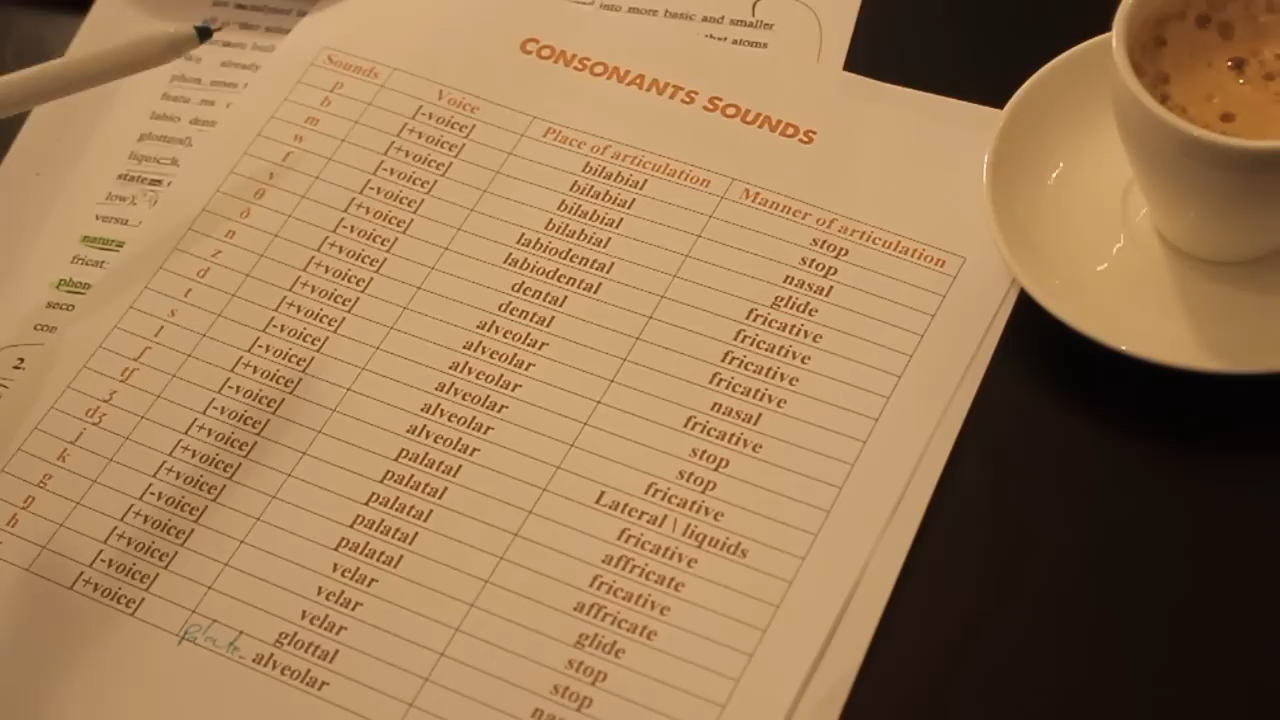 into more basic and smaller
that atoms
CONSONANTS SOUNDS
Sounds Voice Place of articulation Manner of articulation
p [-voice] bilabial stop
b [+voice] bilabial stop
m [+voice] bilabial nasal
w [-voice] bilabial glide
f [-voice] labiodental fricative
v [+voice] labiodental fricative
θ [-voice] dental fricative
ð [+voice] dental fricative
n [+voice] alveolar nasal
z [+voice] alveolar fricative
d [+voice] alveolar stop
t [-voice] alveolar stop
s [-voice] alveolar fricative
l [+voice] alveolar Lateral \ liquids
ʃ [-voice] palatal fricative
tʃ [-voice] palatal affricate
ʒ [+voice] palatal fricative
dʒ [+voice] palatal affricate
j [+voice] palatal glide
k [-voice] velar stop
g [+voice] velar stop
ŋ [+voice] velar
h [-voice] glottal
[+voice] alveolar
already
labio dent
glottal),
low),
natura
fricat
phon
seco
con
2.